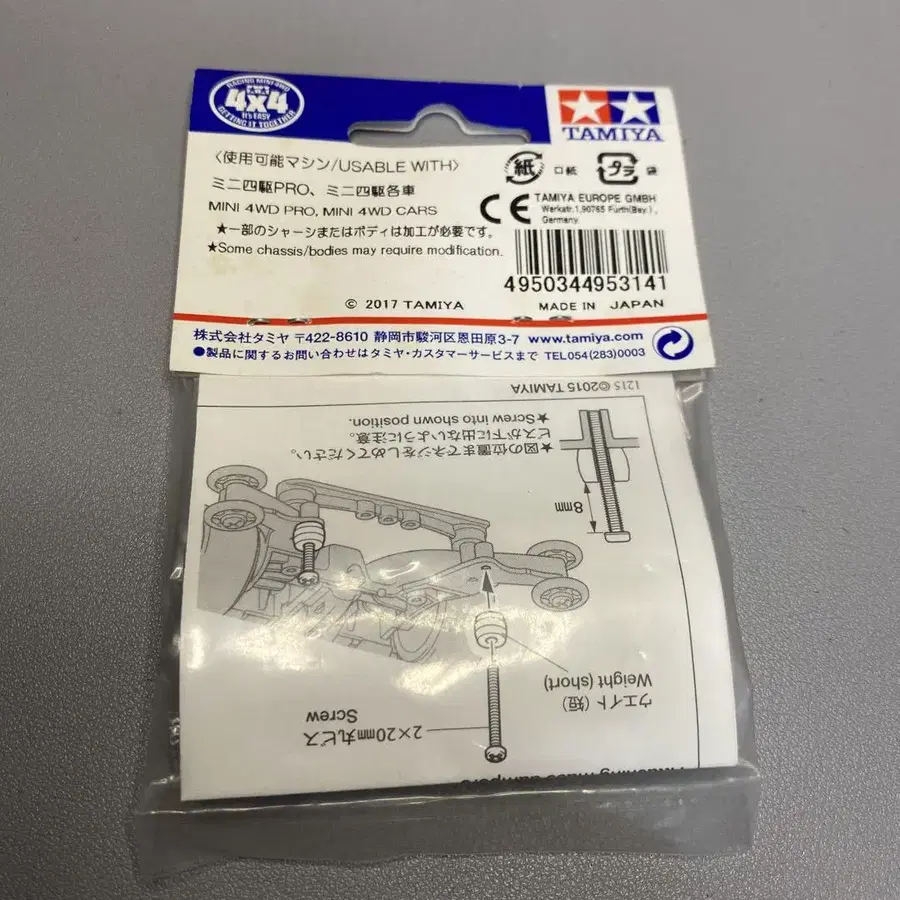 RACING MINI 4WD
4x4
It's EASY
GETTING IT TOGETHER
TAMIYA
〈使用可能マシン/USABLE WITH〉
ミニ四駆PRO、ミニ四駆各車
MINI 4WD PRO, MINI 4WD CARS
★一部のシャーシまたはボディは加工が必要です。
★Some chassis/bodies may require modification.
紙
口紙
プラ
袋
CE
TAMIYA EUROPE GMBH
Werkstr.1,90765 Fürth(Bay.),
Germany
4950344953141
© 2017 TAMIYA
MADE IN JAPAN
株式会社タミヤ 〒422-8610 静岡市駿河区恩田原3-7 www.tamiya.com
●製品に関するお問い合わせはタミヤ・カスタマーサービスまで TEL054(283)0003
ウエイト (短)
Weight (short)
2×20mm丸ビス
Screw
8mm
★図の位置までネジをしめてください。
ビスが下に出ないように注意。
★Screw into shown position.
1215 ©2015 TAMIYA